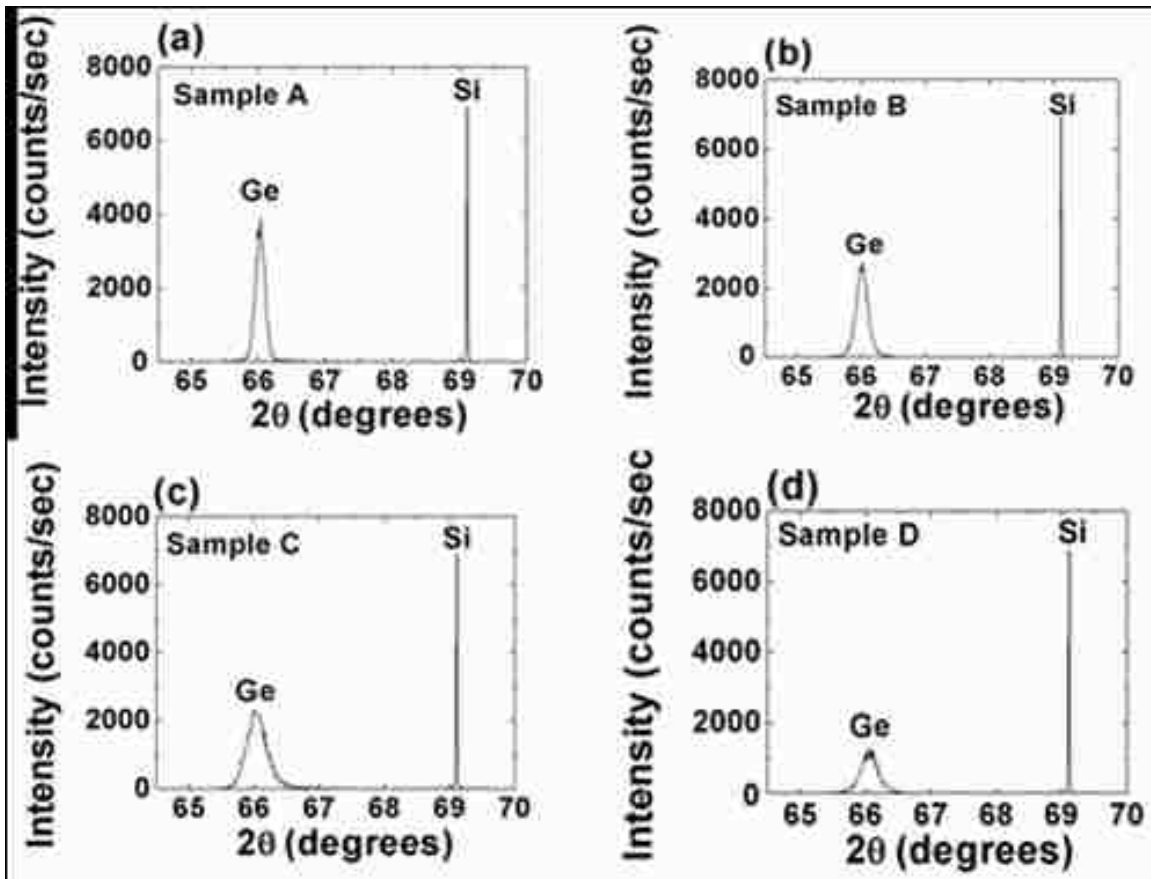 (a)
Intensity (counts/sec)
8000
6000
4000
2000
0
Sample A
Ge
Si
65 66 67 68 69 70
2θ (degrees)
(b)
Intensity (counts/sec)
8000
6000
4000
2000
0
Sample B
Ge
Si
65 66 67 68 69 70
2θ (degrees)
(c)
Intensity (counts/sec)
8000
6000
4000
2000
0
Sample C
Ge
Si
65 66 67 68 69 70
2θ (degrees)
(d)
Intensity (counts/sec
8000
6000
4000
2000
0
Sample D
Ge
Si
65 66 67 68 69 70
2θ (degrees)